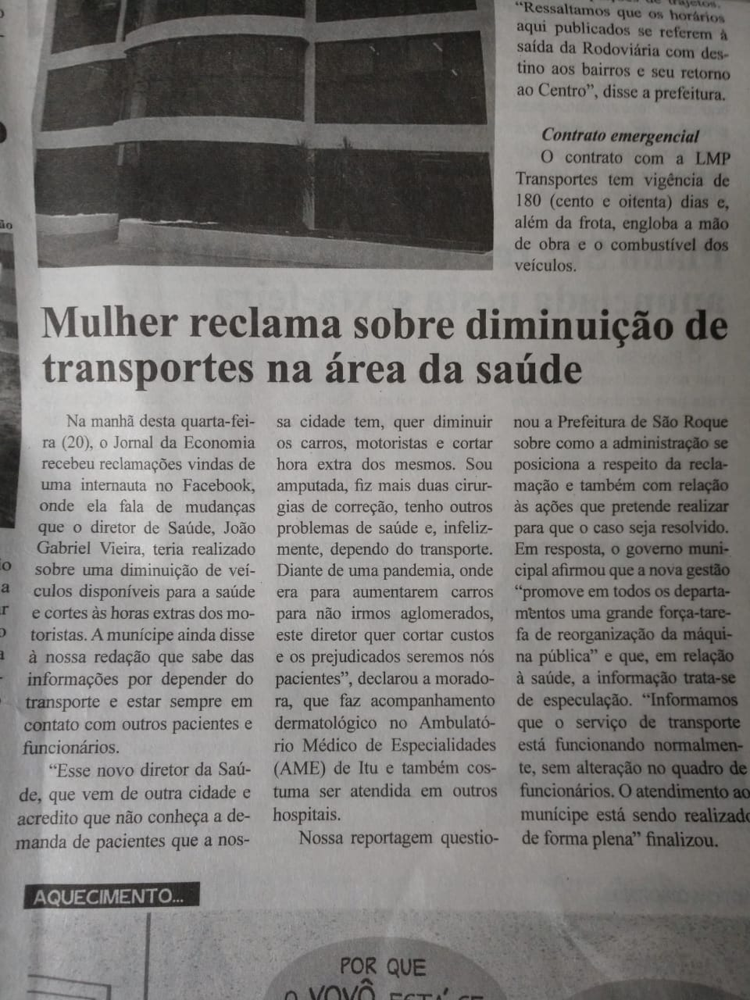 “Ressaltamos que os horários
aqui publicados se referem à
saída da Rodoviária com des-
tino aos bairros e seu retorno
ao Centro”, disse a prefeitura.
Contrato emergencial
O contrato com a LMP
Transportes tem vigência de
180 (cento e oitenta) dias e,
além da frota, engloba a mão
de obra e o combustível dos
veículos.
ão
Mulher reclama sobre diminuição de
transportes na área da saúde
Na manhã desta quarta-fei-
ra (20), o Jornal da Economia
recebeu reclamações vindas de
uma internauta no Facebook,
onde ela fala de mudanças
que o diretor de Saúde, João
Gabriel Vieira, teria realizado
sobre uma diminuição de veí-
culos disponíveis para a saúde
e cortes às horas extras dos mo-
toristas. A munícipe ainda disse
à nossa redação que sabe das
informações por depender do
transporte e estar sempre em
contato com outros pacientes e
funcionários.
“Esse novo diretor da Saú-
de, que vem de outra cidade e
acredito que não conheça a de-
manda de pacientes que a nos-
sa cidade tem, quer diminuir
os carros, motoristas e cortar
hora extra dos mesmos. Sou
amputada, fiz mais duas cirur-
gias de correção, tenho outros
problemas de saúde e, infeliz-
mente, dependo do transporte.
Diante de uma pandemia, onde
era para aumentarem carros
para não irmos aglomerados,
este diretor quer cortar custos
e os prejudicados seremos nós
pacientes”, declarou a morado-
ra, que faz acompanhamento
dermatológico no Ambulató-
rio Médico de Especialidades
(AME) de Itu e também cos-
tuma ser atendida em outros
hospitais.
Nossa reportagem questio-
nou a Prefeitura de São Roque
sobre como a administração se
posiciona a respeito da recla-
mação e também com relação
às ações que pretende realizar
para que o caso seja resolvido.
Em resposta, o governo muni-
cipal afirmou que a nova gestão
“promove em todos os departa-
mentos uma grande força-tare-
fa de reorganização da máqui-
na pública” e que, em relação
à saúde, a informação trata-se
de especulação. “Informamos
que o serviço de transporte
está funcionando normalmen-
te, sem alteração no quadro de
funcionários. O atendimento ao
munícipe está sendo realizado
de forma plena” finalizou.
AQUECIMENTO...
POR QUE
O VOVÔ ESTÁ SE